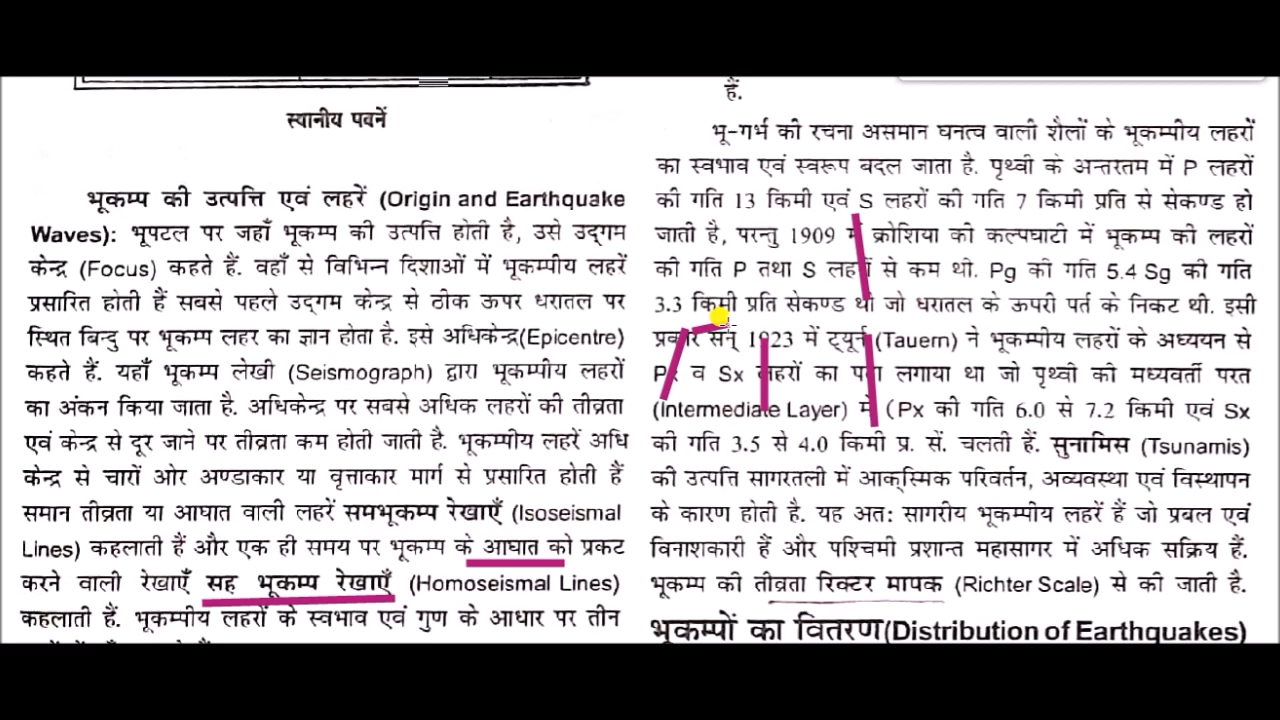 स्थानीय पवनें
भूकम्प की उत्पत्ति एवं लहरें (Origin and Earthquake
Waves): भूपटल पर जहाँ भूकम्प की उत्पत्ति होती है, उसे उद्‌गम
केन्द्र (Focus) कहते हैं. वहाँ से विभिन्न दिशाओं में भूकम्पीय लहरें
प्रसारित होती हैं सबसे पहले उद्‌गम केन्द्र से ठीक ऊपर धरातल पर
स्थित बिन्दु पर भूकम्प लहर का ज्ञान होता है. इसे अधिकेन्द्र(Epicentre)
कहते हैं. यहाँ भूकम्प लेखी (Seismograph) द्वारा भूकम्पीय लहरों
का अंकन किया जाता है. अधिकेन्द्र पर सबसे अधिक लहरों की तीव्रता
एवं केन्द्र से दूर जाने पर तीव्रता कम होती जाती है. भूकम्पीय लहरें अधि
केन्द्र से चारों ओर अण्डाकार या वृत्ताकार मार्ग से प्रसारित होती हैं
समान तीव्रता या आघात वाली लहरें समभूकम्प रेखाएँ (Isoseismal
Lines) कहलाती हैं और एक ही समय पर भूकम्प के आघात को प्रकट
करने वाली रेखाएँ सह भूकम्प रेखाएँ (Homoseismal Lines)
कहलाती हैं. भूकम्पीय लहरों के स्वभाव एवं गुण के आधार पर तीन
हैं.
भू-गर्भ की रचना असमान घनत्व वाली शैलों के भूकम्पीय लहरों
का स्वभाव एवं स्वरूप बदल जाता है. पृथ्वी के अन्तरतम में P लहरों
की गति 13 किमी एवं S लहरों की गति 7 किमी प्रति से सेकण्ड हो
जाती है, परन्तु 1909 में क्रोशिया की कल्पघाटी में भूकम्प की लहरों
की गति P तथा S लहरों से कम थी. Pg की गति 5.4 Sg की गति
3.3 किमी प्रति सेकण्ड थी जो धरातल के ऊपरी पर्त के निकट थी. इसी
प्रकार सन् 1923 में ट्यूर्न (Tauern) ने भूकम्पीय लहरों के अध्ययन से
Px व Sx लहरों का पता लगाया था जो पृथ्वी की मध्यवर्ती परत
(Intermediate Layer) में (Px की गति 6.0 से 7.2 किमी एवं Sx
की गति 3.5 से 4.0 किमी प्र. सें. चलती हैं. सुनामिस (Tsunamis)
की उत्पत्ति सागरतली में आक्स्मिक परिवर्तन, अव्यवस्था एवं विस्थापन
के कारण होती है. यह अतः सागरीय भूकम्पीय लहरें हैं जो प्रबल एवं
विनाशकारी हैं और पश्चिमी प्रशान्त महासागर में अधिक सक्रिय हैं.
भूकम्प की तीव्रता रिक्टर मापक (Richter Scale) से की जाती है.
भूकम्पों का वितरण(Distribution of Earthquakes)